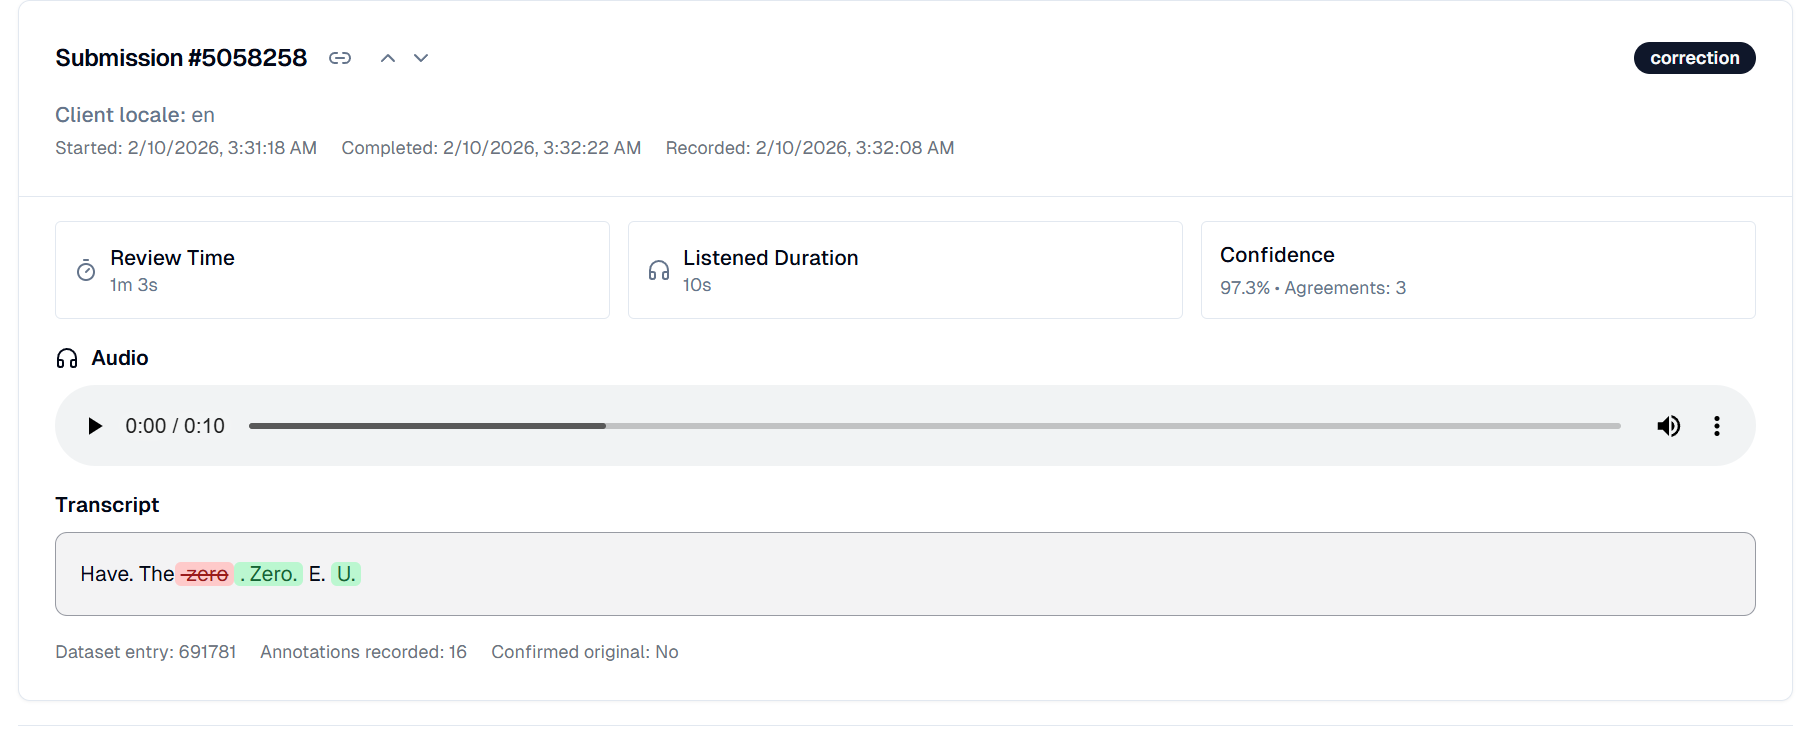 Submission #5058258
correction
Client locale: en
Started: 2/10/2026, 3:31:18 AM Completed: 2/10/2026, 3:32:22 AM Recorded: 2/10/2026, 3:32:08 AM
Review Time
1m 3s
Listened Duration
10s
Confidence
97.3% • Agreements: 3
Audio
0:00 / 0:10
Transcript
Have. The zero . Zero. E. U.
Dataset entry: 691781 Annotations recorded: 16 Confirmed original: No